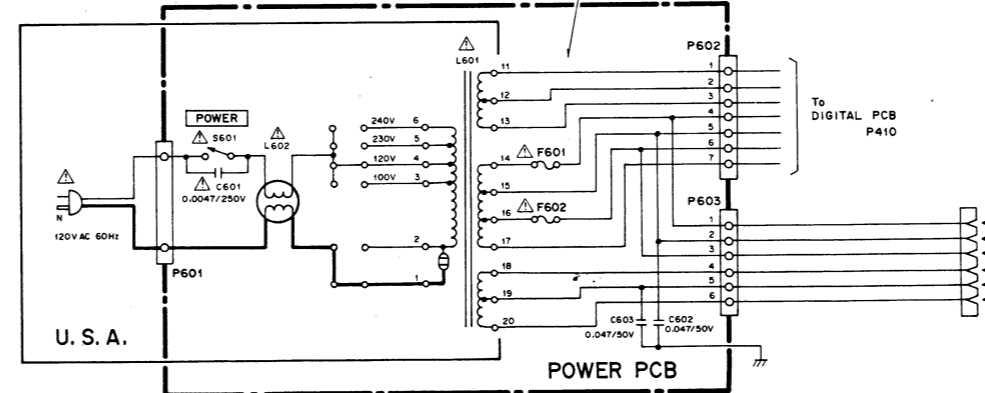 P602
L601
11
1
2
12
3
13
4
5
6
7
To
DIGITAL PCB
P410
POWER
S601
L602
C601
0.0047/250V
240V 6
230V 5
120V 4
100V 3
2
1
14
F601
15
16
F602
17
18
19
20
N
120V AC 60Hz
P601
P603
1
2
3
4
5
6
C603
0.047/50V
C602
0.047/50V
U.S.A.
POWER PCB